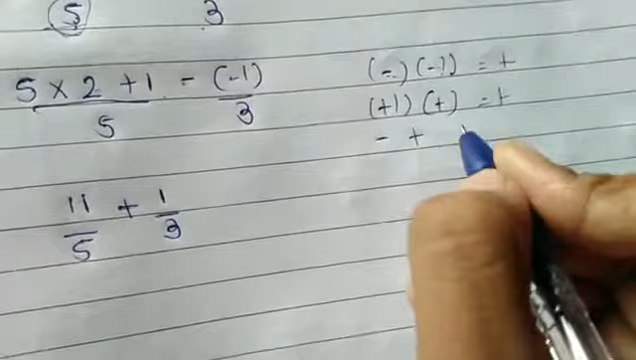 5 3
5 × 2 + 1 - (-1)
5 3
(-) (-1) = +
(+1) (+) = +
- +
11/5 + 1/3